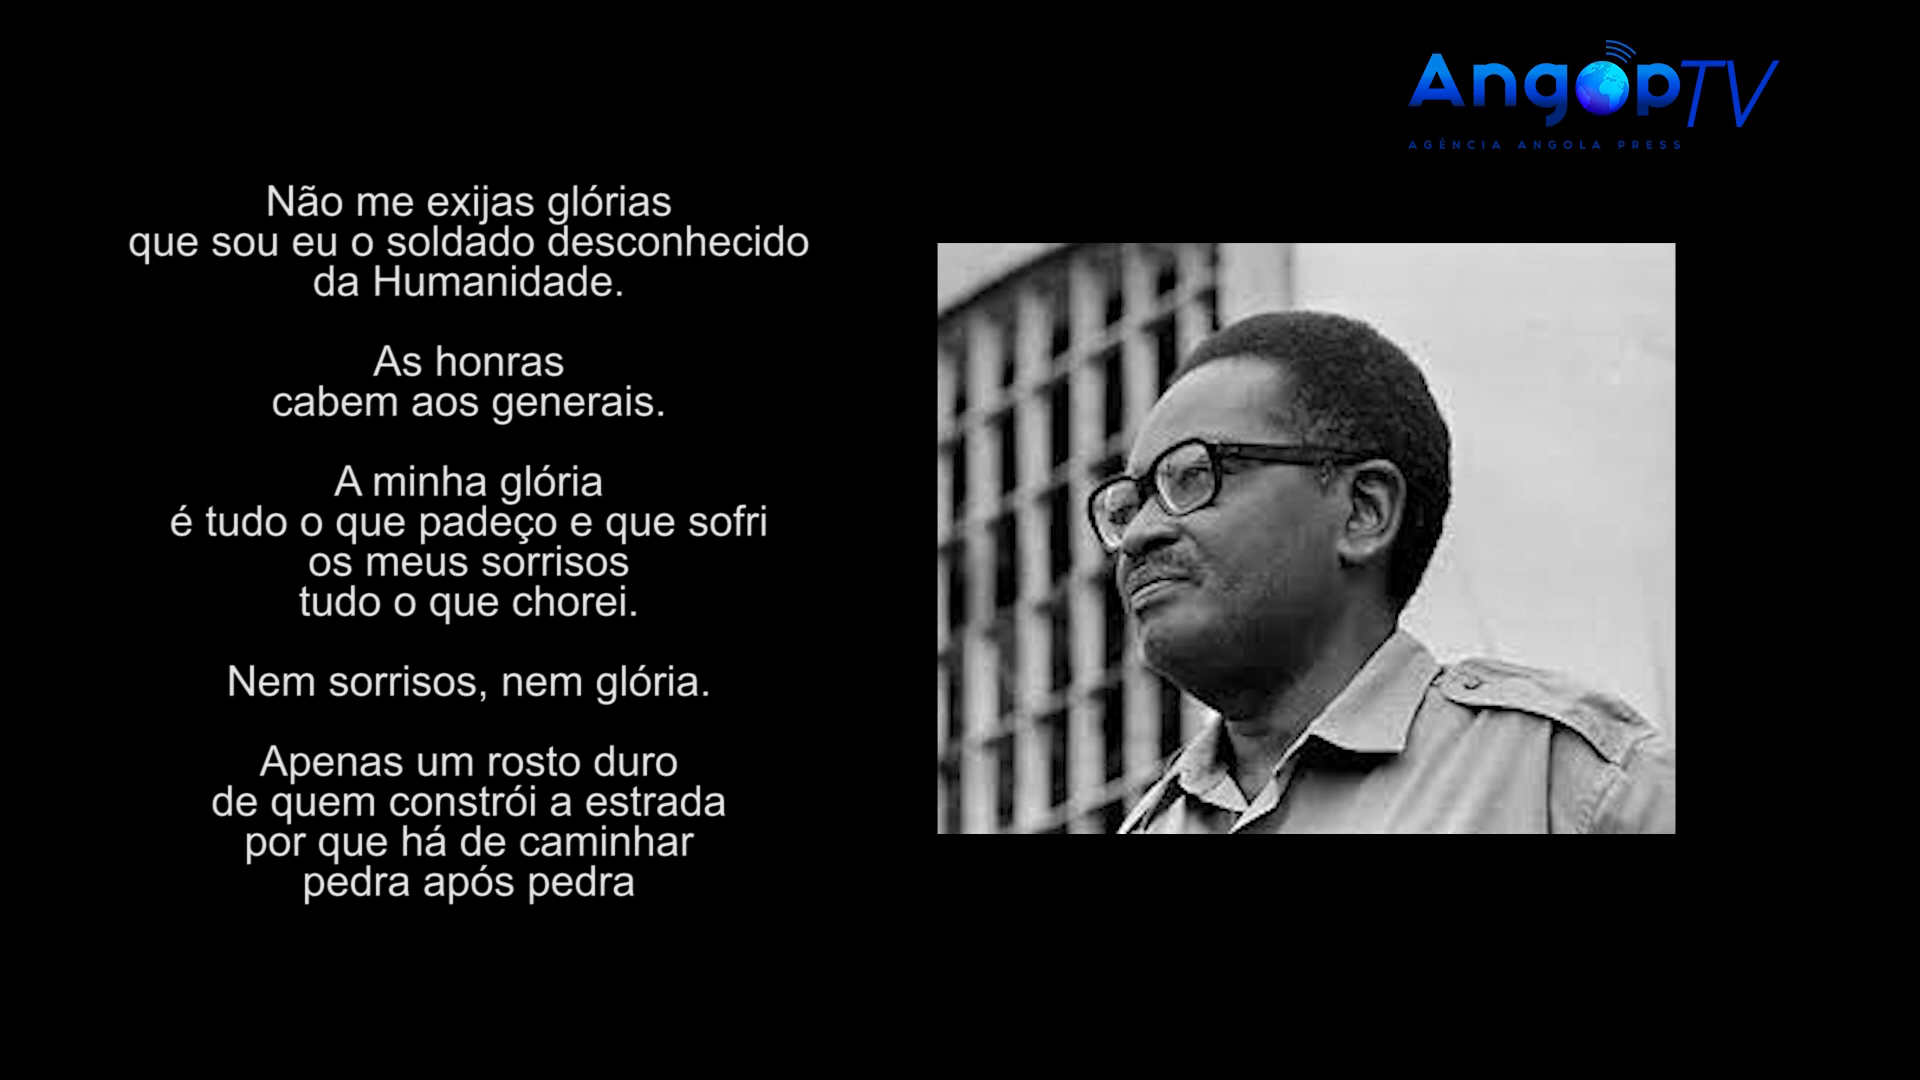 AngopTV
AGÊNCIA ANGOLA PRESS
Não me exijas glórias
que sou eu o soldado desconhecido
da Humanidade.
As honras
cabem aos generais.
A minha glória
é tudo o que padeço e que sofri
os meus sorrisos
tudo o que chorei.
Nem sorrisos, nem glória.
Apenas um rosto duro
de quem constrói a estrada
por que há de caminhar
pedra após pedra